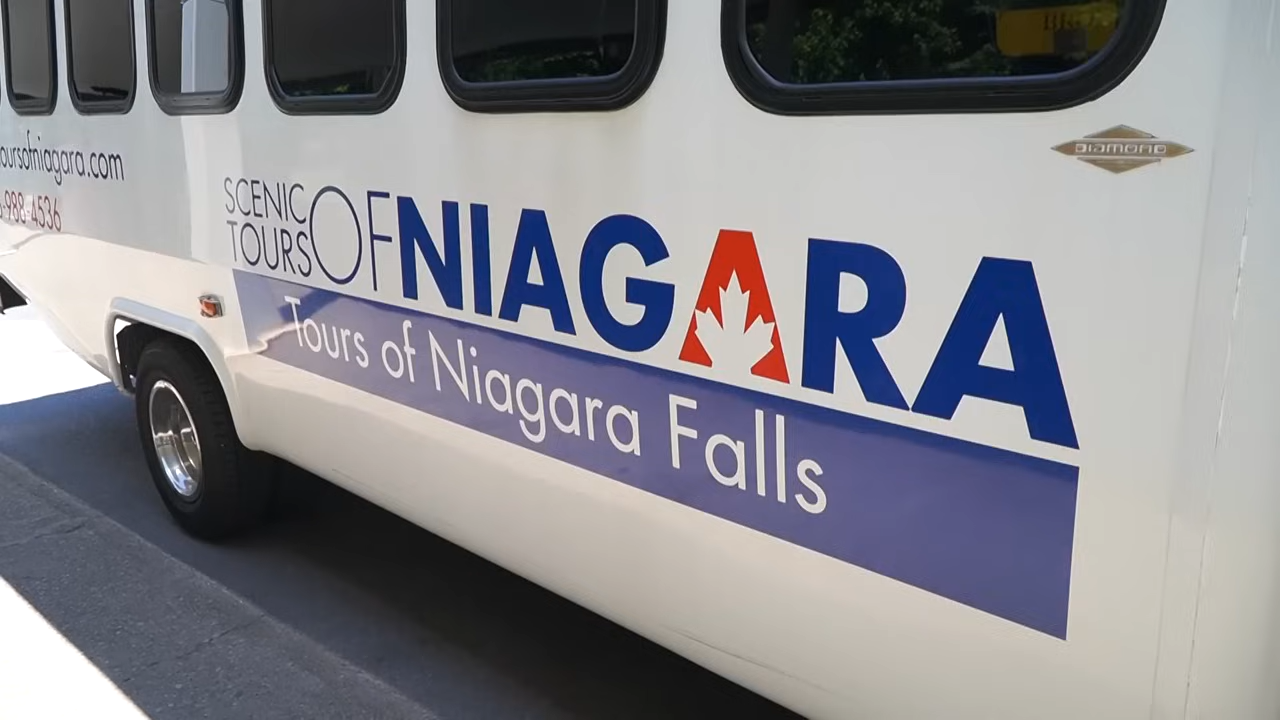 oursofniagara.com
-988-4536
SCENIC
TOURS
OF NIAGARA
Tours of Niagara Falls
DIAMOND